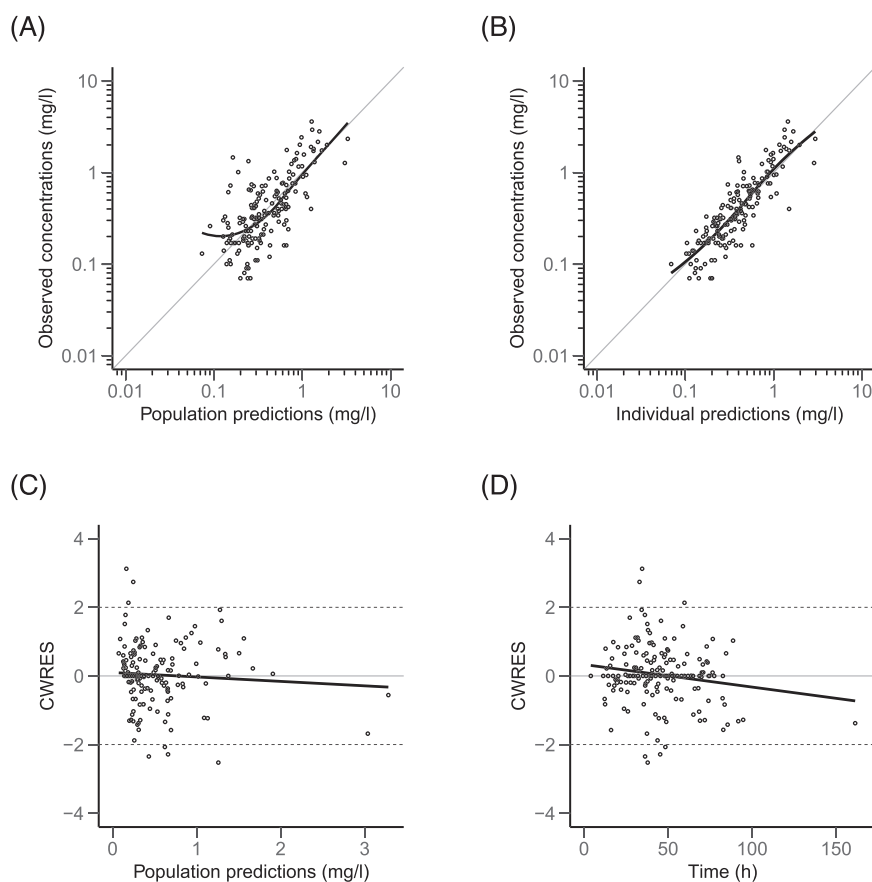 (A)
(B)
Observed concentrations (mg/l)
10
1
0.1
0.01
0.01
0.1
1
10
Population predictions (mg/l)
Observed concentrations (mg/l)
10
1
0.1
0.01
0.01
0.1
1
10
Individual predictions (mg/l)
(C)
(D)
CWRES
4
2
0
−2
−4
0
1
2
3
Population predictions (mg/l)
CWRES
4
2
0
−2
−4
0
50
100
150
Time (h)